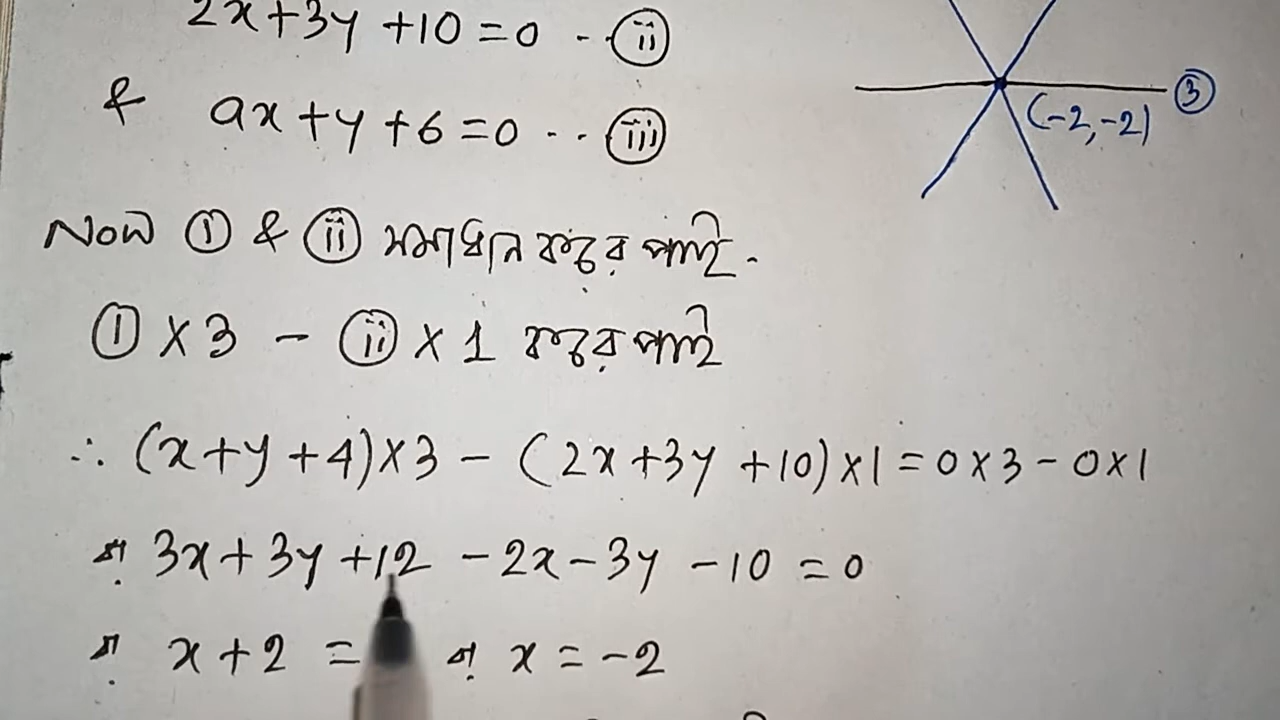 2x+3y+10=0 --(ii)
③
(-2,-2)
& ax+y+6=0 --(iii)
Now ① & (ii) সমাধান করে পাই-
①×3 - (ii)×1 করে পাই
∴ (x+y+4)×3 - (2x+3y+10)×1=0×3-0×1
বা, 3x+3y+12 -2x-3y -10 =0
বা, x+2 = বা, x=-2